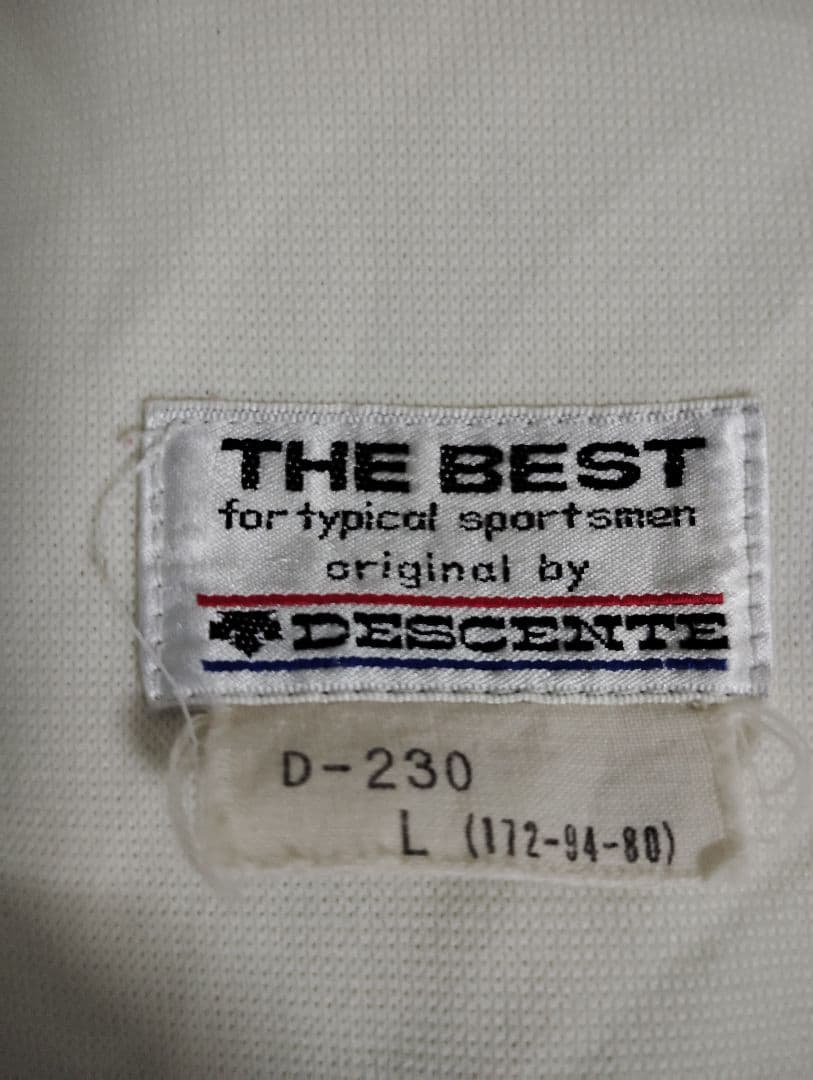 THE BEST
for typical sportsmen
original by
DESCENTE
D-230
L (172-94-80)